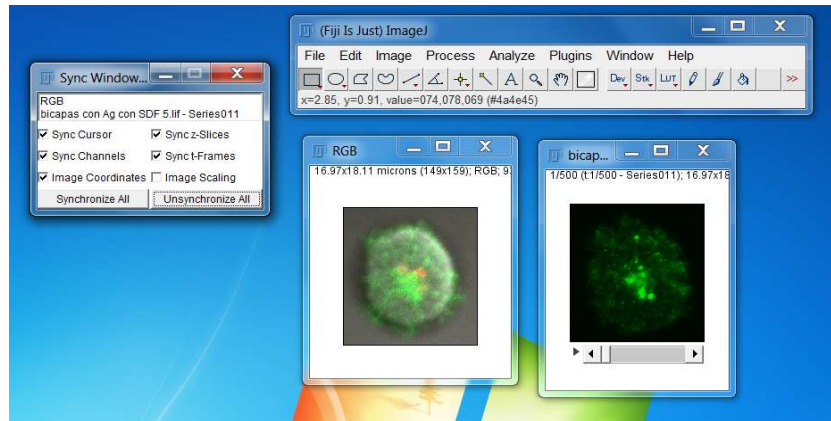 (Fiji Is Just) ImageJ
File Edit Image Process Analyze Plugins Window Help
Dev Stk LUT >>
x=2.85, y=0.91, value=074,078,069 (#4a4e45)
Sync Window...
RGB
bicapas con Ag con SDF 5.lif - Series011
Sync Cursor Sync z-Slices
Sync Channels Sync t-Frames
Image Coordinates Image Scaling
Synchronize All Unsynchronize All
RGB
16.97x18.11 microns (149x159); RGB; 9
bicap...
1/500 (t:1/500 - Series011); 16.97x18